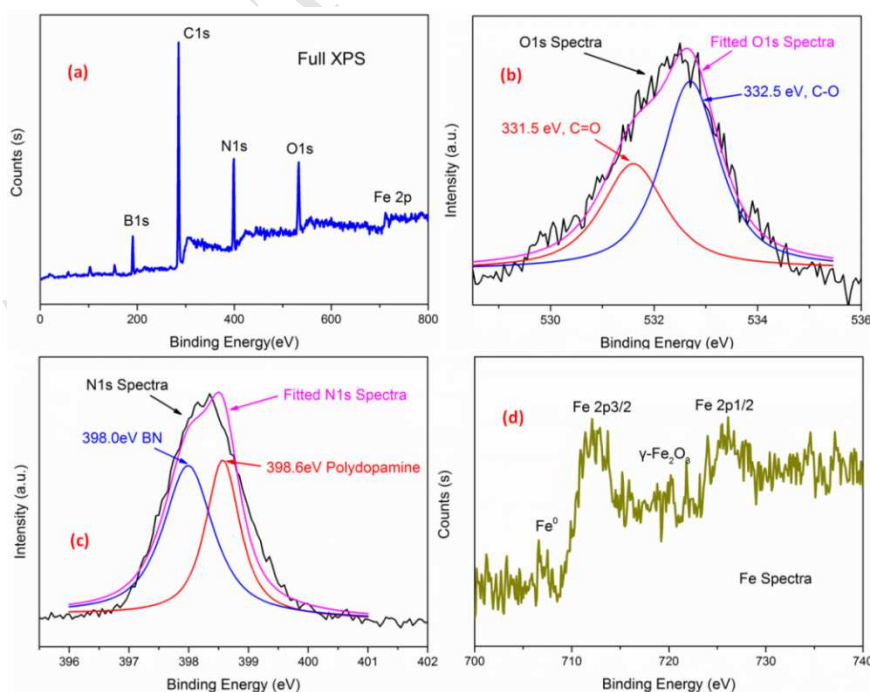 (a)
C1s
Full XPS
N1s
O1s
B1s
Fe 2p
Counts (s)
0 200 400 600 800
Binding Energy(eV)
(b)
O1s Spectra
Fitted O1s Spectra
332.5 eV, C-O
331.5 eV, C=O
Intensity (a.u.)
530 532 534 536
Binding Energy (eV)
(c)
N1s Spectra
Fitted N1s Spectra
398.0eV BN
398.6eV Polydopamine
Intensity (a.u.)
396 397 398 399 400 401 402
Binding Energy (eV)
(d)
Fe 2p3/2
Fe 2p1/2
γ-Fe₂O₃
Fe⁰
Fe Spectra
Counts (s)
700 710 720 730 740
Binding Energy (eV)